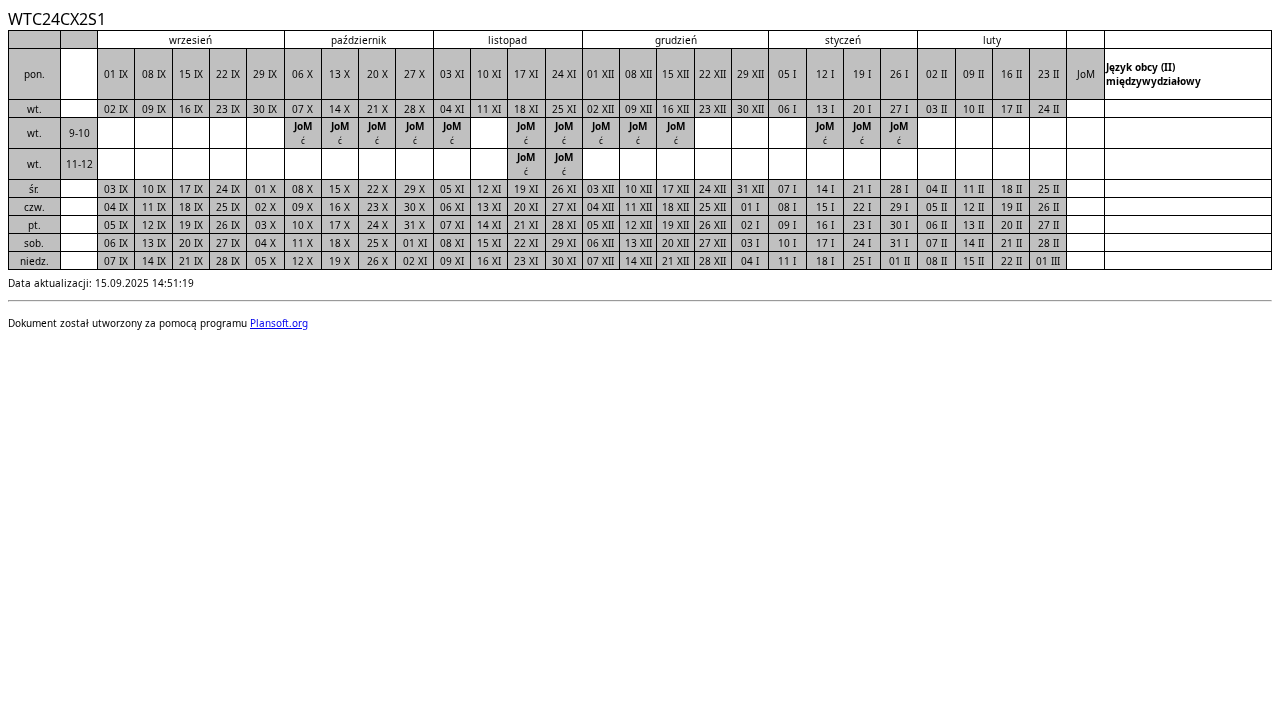 WTC24CX2S1
wrzesień październik listopad grudzień styczeń luty
pon. 01 IX 08 IX 15 IX 22 IX 29 IX 06 X 13 X 20 X 27 X 03 XI 10 XI 17 XI 24 XI 01 XII 08 XII 15 XII 22 XII 29 XII 05 I 12 I 19 I 26 I 02 II 09 II 16 II 23 II JoM Język obcy (II)
międzywydziałowy
wt. 02 IX 09 IX 16 IX 23 IX 30 IX 07 X 14 X 21 X 28 X 04 XI 11 XI 18 XI 25 XI 02 XII 09 XII 16 XII 23 XII 30 XII 06 I 13 I 20 I 27 I 03 II 10 II 17 II 24 II
wt. 9-10 JoM JoM JoM JoM JoM JoM JoM JoM JoM JoM JoM JoM JoM
ć ć ć ć ć ć ć ć ć ć ć ć ć
wt. 11-12 JoM JoM
ć ć
śr. 03 IX 10 IX 17 IX 24 IX 01 X 08 X 15 X 22 X 29 X 05 XI 12 XI 19 XI 26 XI 03 XII 10 XII 17 XII 24 XII 31 XII 07 I 14 I 21 I 28 I 04 II 11 II 18 II 25 II
czw. 04 IX 11 IX 18 IX 25 IX 02 X 09 X 16 X 23 X 30 X 06 XI 13 XI 20 XI 27 XI 04 XII 11 XII 18 XII 25 XII 01 I 08 I 15 I 22 I 29 I 05 II 12 II 19 II 26 II
pt. 05 IX 12 IX 19 IX 26 IX 03 X 10 X 17 X 24 X 31 X 07 XI 14 XI 21 XI 28 XI 05 XII 12 XII 19 XII 26 XII 02 I 09 I 16 I 23 I 30 I 06 II 13 II 20 II 27 II
sob. 06 IX 13 IX 20 IX 27 IX 04 X 11 X 18 X 25 X 01 XI 08 XI 15 XI 22 XI 29 XI 06 XII 13 XII 20 XII 27 XII 03 I 10 I 17 I 24 I 31 I 07 II 14 II 21 II 28 II
niedz. 07 IX 14 IX 21 IX 28 IX 05 X 12 X 19 X 26 X 02 XI 09 XI 16 XI 23 XI 30 XI 07 XII 14 XII 21 XII 28 XII 04 I 11 I 18 I 25 I 01 II 08 II 15 II 22 II 01 III
Data aktualizacji: 15.09.2025 14:51:19
Dokument został utworzony za pomocą programu Plansoft.org